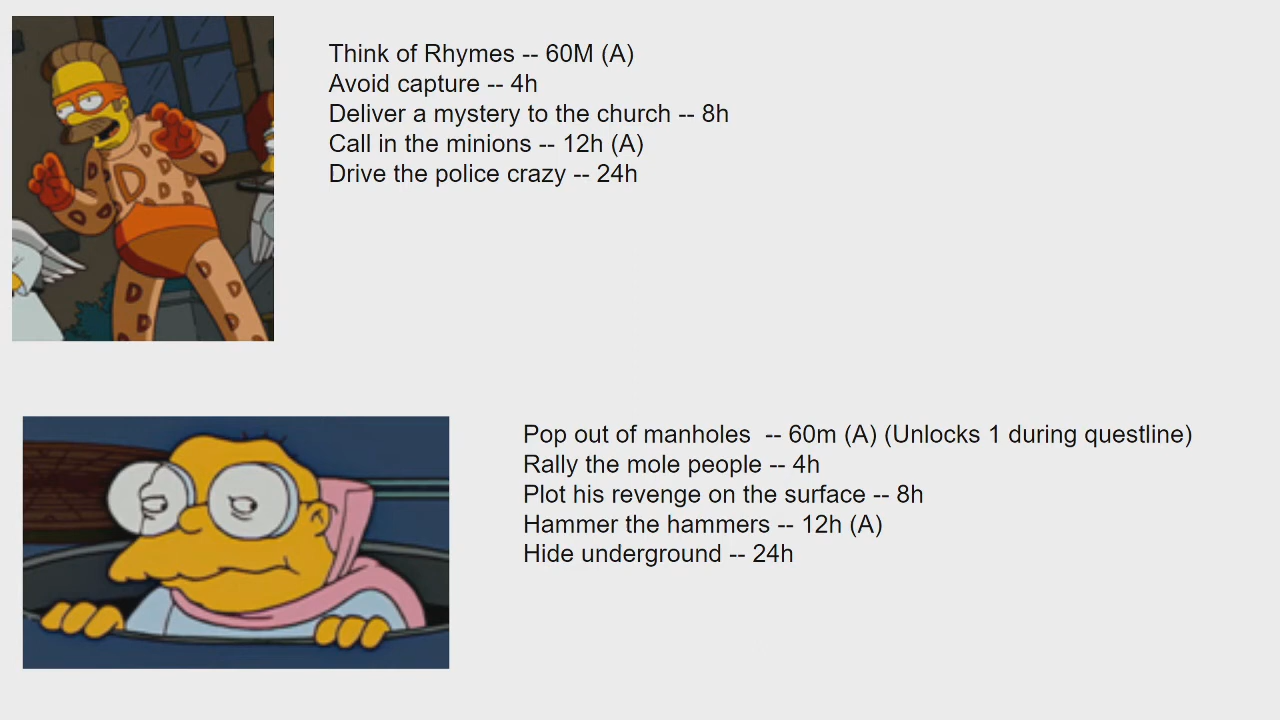 Think of Rhymes -- 60M (A)
Avoid capture -- 4h
Deliver a mystery to the church -- 8h
Call in the minions -- 12h (A)
Drive the police crazy -- 24h
D
Pop out of manholes  -- 60m (A) (Unlocks 1 during questline)
Rally the mole people -- 4h
Plot his revenge on the surface -- 8h
Hammer the hammers -- 12h (A)
Hide underground -- 24h